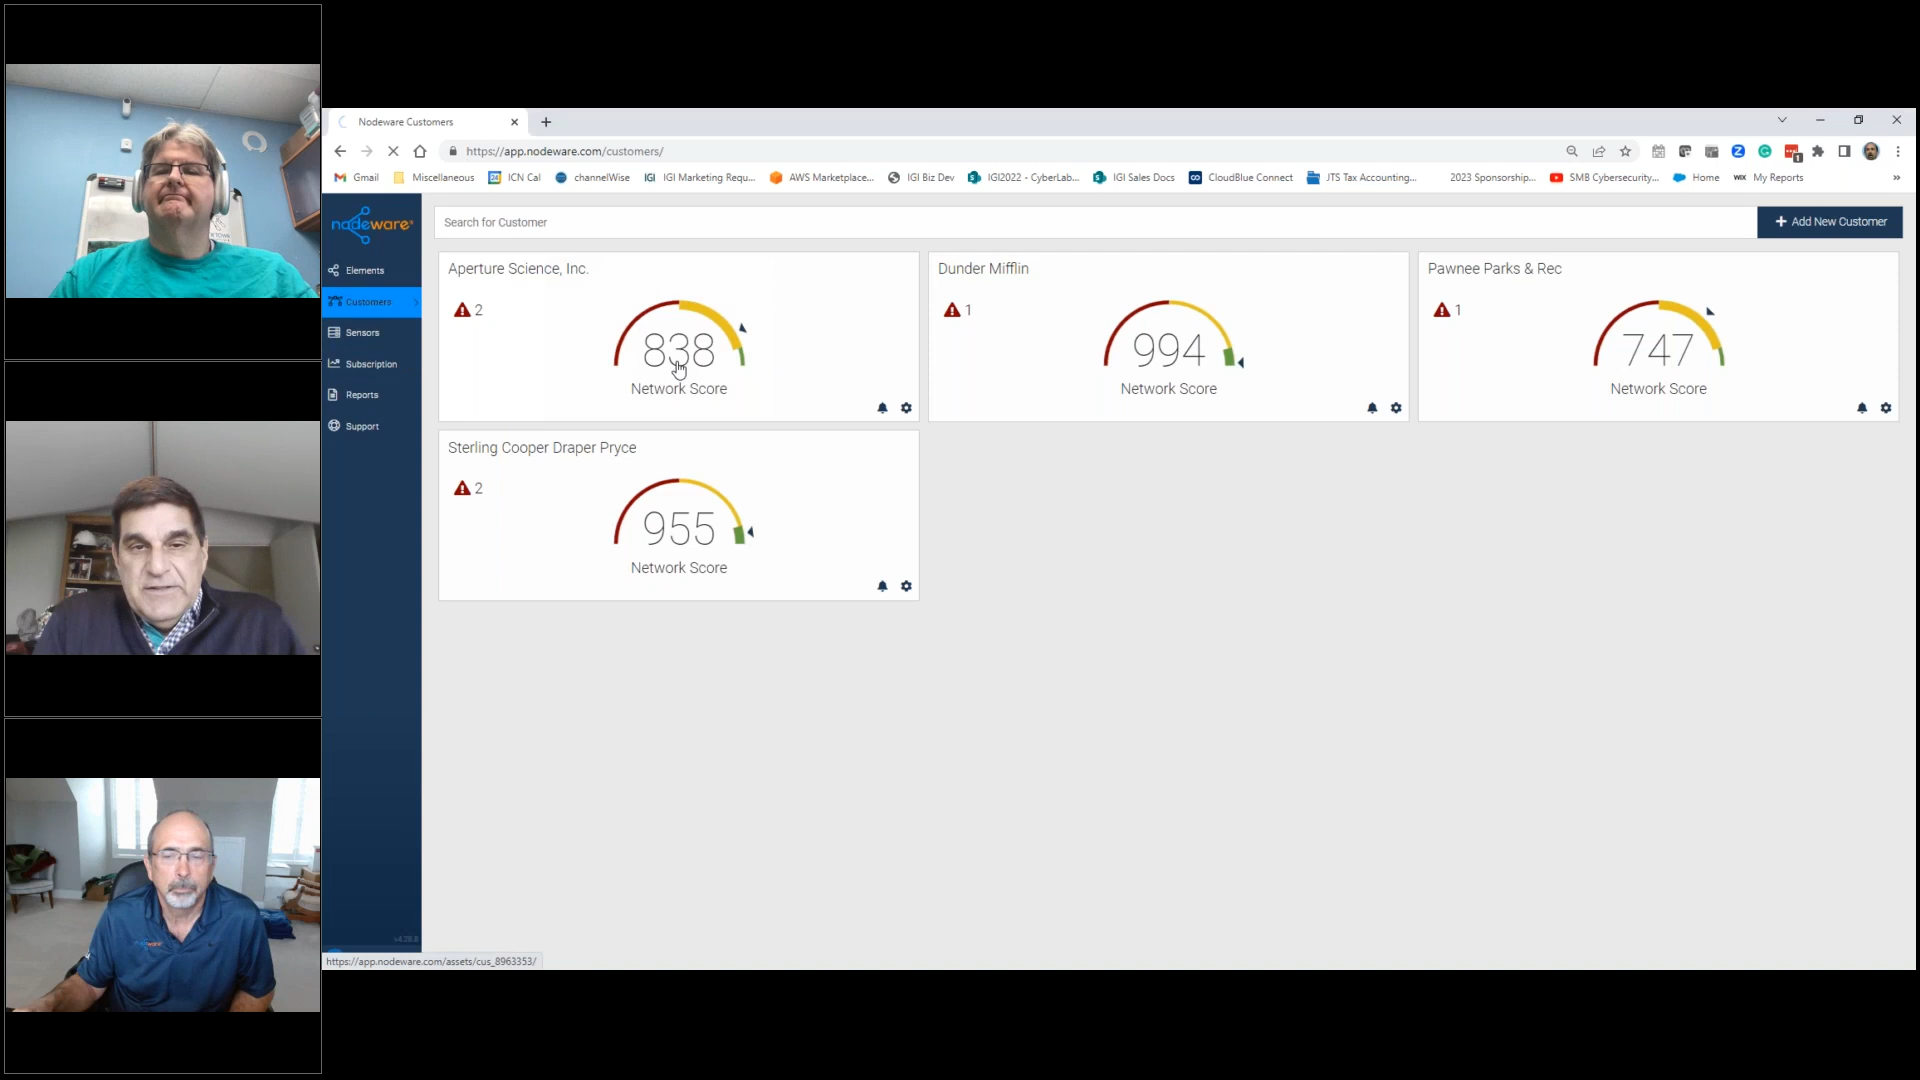 Nodeware Customers
https://app.nodeware.com/customers/
Gmail Miscellaneous ICN Cal channelWise IGI Marketing Requ... AWS Marketplace... IGI Biz Dev IGI2022 - CyberLab... IGI Sales Docs CloudBlue Connect JTS Tax Accounting... 2023 Sponsorship... SMB Cybersecurity... Home WIX My Reports »
nodeware
Search for Customer
+ Add New Customer
Elements
Customers
Sensors
Subscription
Reports
Support
Aperture Science, Inc.
2
838
Network Score
Dunder Mifflin
1
994
Network Score
Pawnee Parks & Rec
1
747
Network Score
Sterling Cooper Draper Pryce
2
955
Network Score
https://app.nodeware.com/assets/cus_8963353/